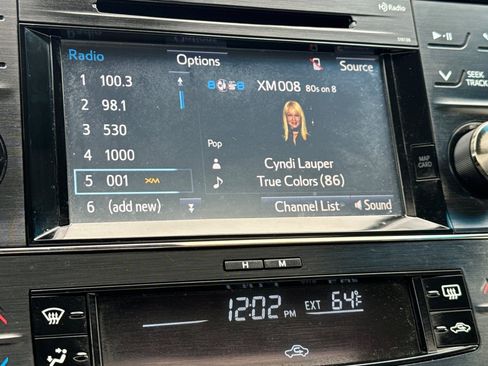 HD Radio
Radio
Options
Source
1 100.3
2 98.1
3 530
4 1000
5 001 XM
6 (add new)
XM008 80s on 8
Pop
Cyndi Lauper
True Colors (86)
Channel List
Sound
SEEK
TRACK
MAP
CARD
H M
12:02 PM
EXT 64°F